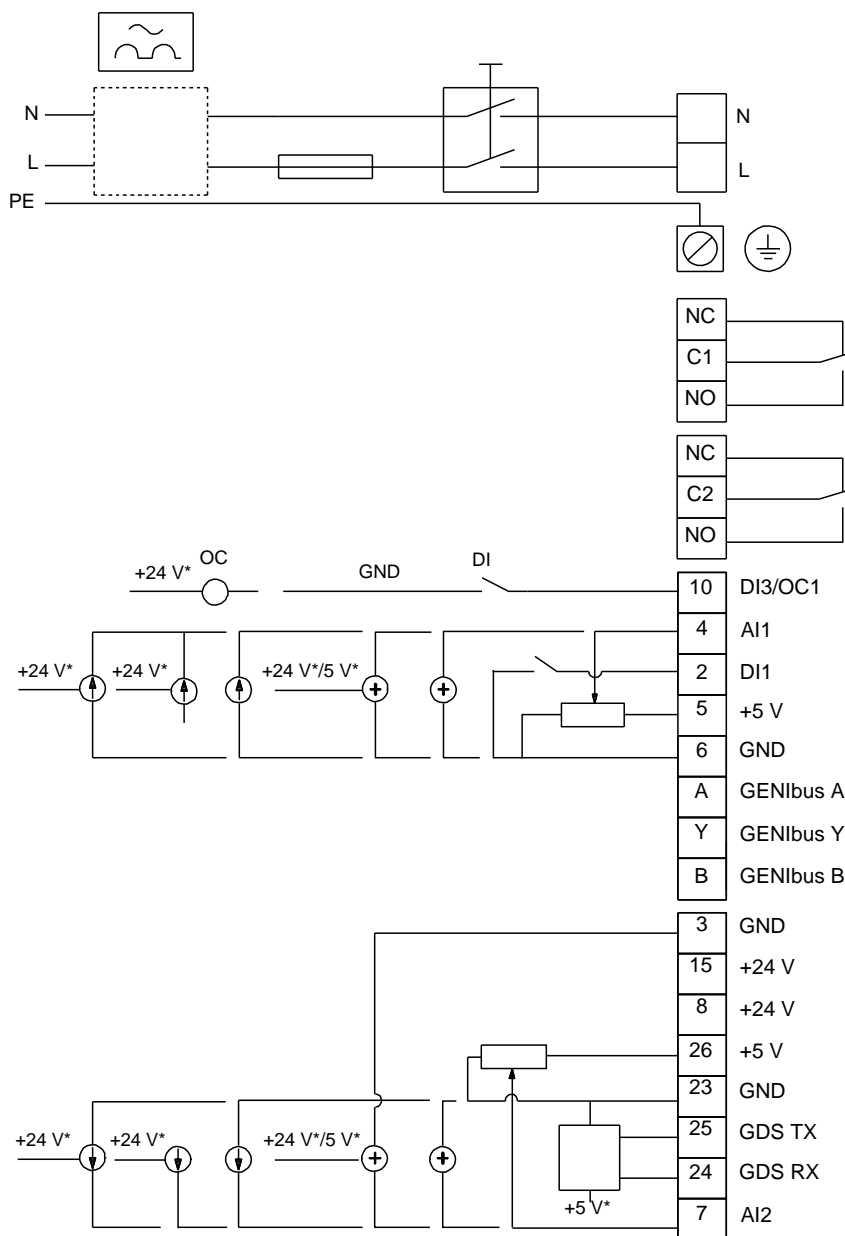 N N
L L
PE
NC
C1
NO
NC
C2
NO
+24 V* OC GND DI 10 DI3/OC1
4 AI1
+24 V* +24 V* +24 V*/5 V* 2 DI1
5 +5 V
6 GND
A GENIbus A
Y GENIbus Y
B GENIbus B
3 GND
15 +24 V
8 +24 V
26 +5 V
23 GND
25 GDS TX
+24 V* +24 V* +24 V*/5 V*
24 GDS RX
+5 V*
7 AI2